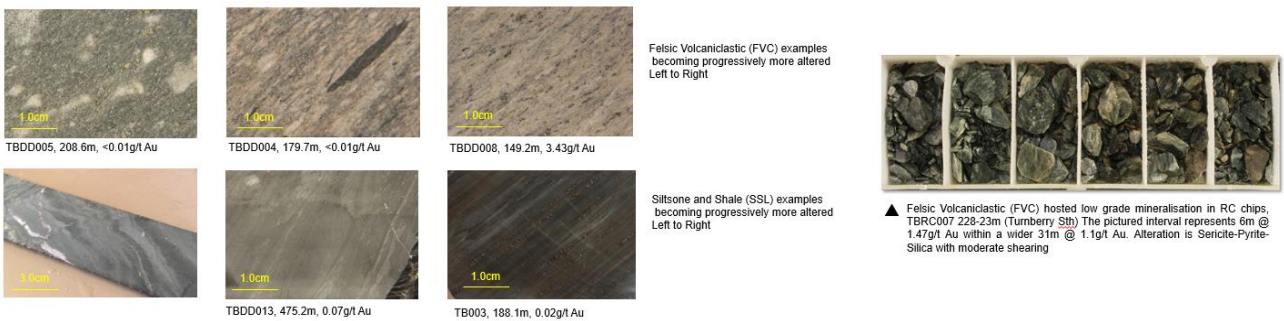 1.0cm
1.0cm
1.0cm
TBDD005, 208.6m, <0.01g/t Au
TBDD004, 179.7m, <0.01g/t Au
TBDD008, 149.2m, 3.43g/t Au
Felsic Volcaniclastic (FVC) examples
becoming progressively more altered
Left to Right
3.0cm
1.0cm
1.0cm
TBDD013, 475.2m, 0.07g/t Au
TB003, 188.1m, 0.02g/t Au
Siltsone and Shale (SSL) examples
becoming progressively more altered
Left to Right
Felsic Volcaniclastic (FVC) hosted low grade mineralisation in RC chips,
TBRC007 228-23m (Turnberry Sth) The pictured interval represents 6m @
1.47g/t Au within a wider 31m @ 1.1g/t Au. Alteration is Sericite-Pyrite-
Silica with moderate shearing